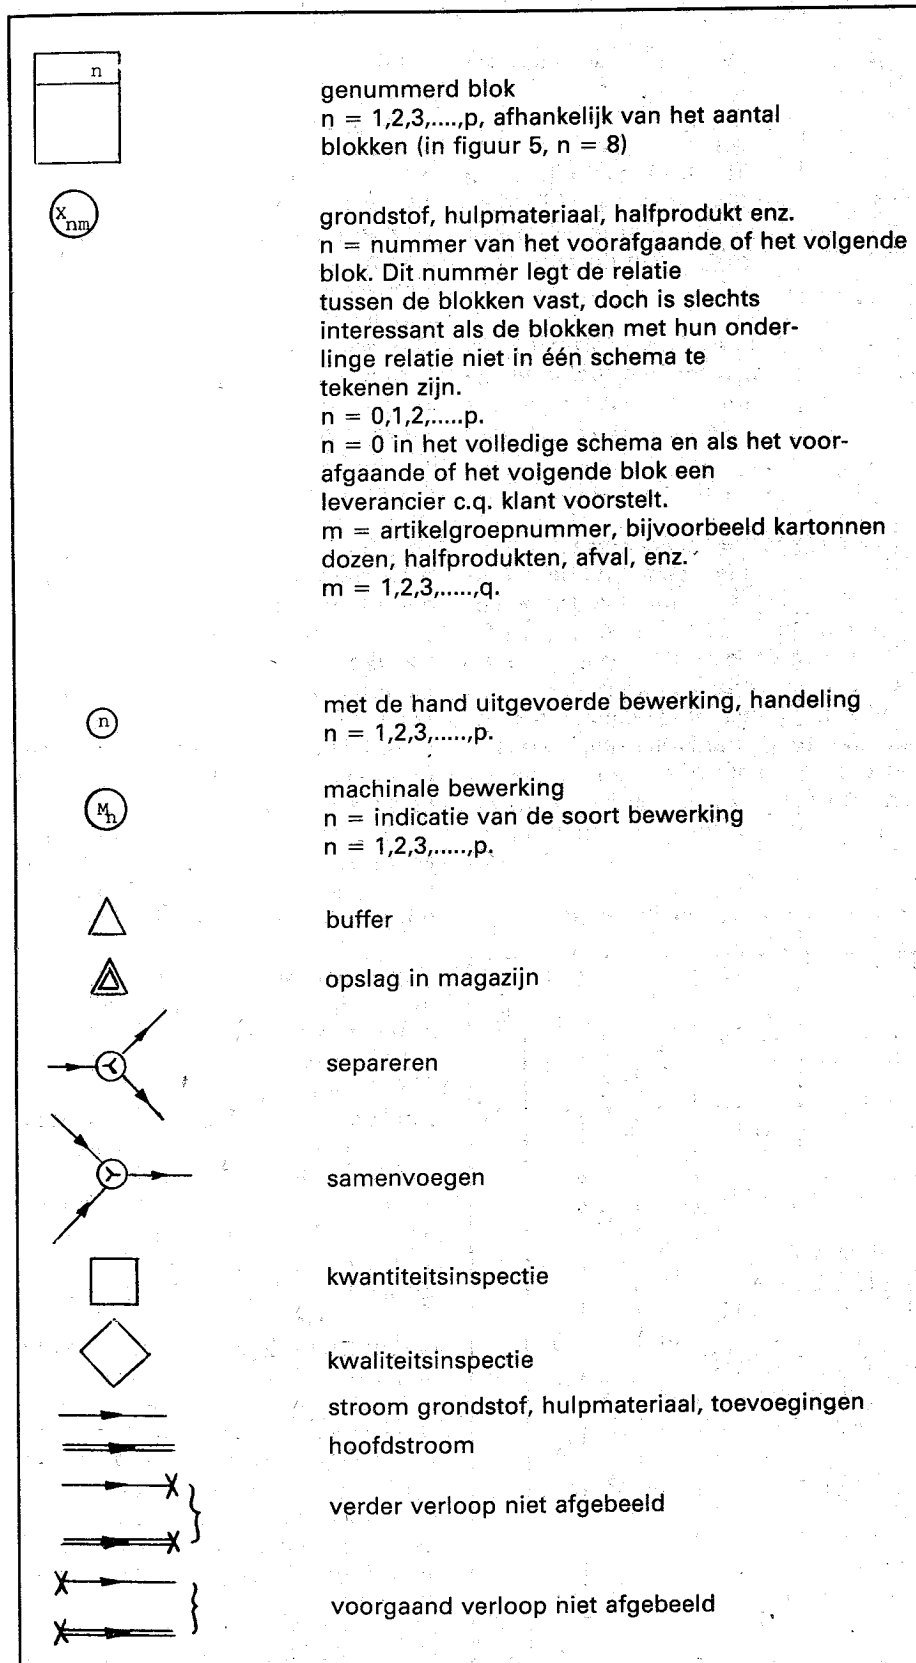 n
genummerd blok
n = 1,2,3,.....,p, afhankelijk van het aantal
blokken (in figuur 5, n = 8)
Xnm
grondstof, hulpmateriaal, halfprodukt enz.
n = nummer van het voorafgaande of het volgende
blok. Dit nummer legt de relatie
tussen de blokken vast, doch is slechts
interessant als de blokken met hun onder-
linge relatie niet in één schema te
tekenen zijn.
n = 0,1,2,.....p.
n = 0 in het volledige schema en als het voor-
afgaande of het volgende blok een
leverancier c.q. klant voorstelt.
m = artikelgroepnummer, bijvoorbeeld kartonnen
dozen, halfprodukten, afval, enz.
m = 1,2,3,.....,q.
n
met de hand uitgevoerde bewerking, handeling
n = 1,2,3,.....,p.
Mn
machinale bewerking
n = indicatie van de soort bewerking
n = 1,2,3,.....,p.
buffer
opslag in magazijn
separeren
samenvoegen
kwantiteitsinspectie
kwaliteitsinspectie
stroom grondstof, hulpmateriaal, toevoegingen
hoofdstroom
verder verloop niet afgebeeld
voorgaand verloop niet afgebeeld